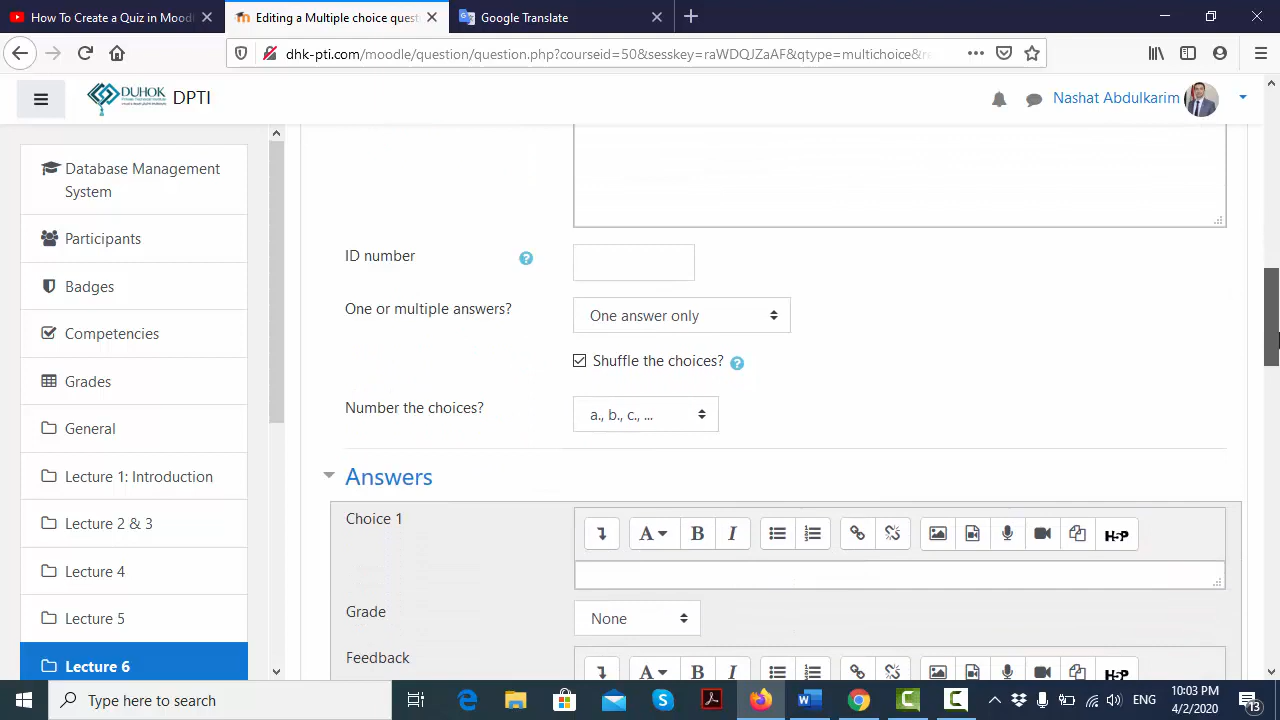 How To Create a Quiz in Mood
Editing a Multiple choice quest
Google Translate
dhk-pti.com/moodle/question/question.php?courseid=50&sesskey=raWDQJZaAF&qtype=multichoice&re
DUHOK
DPTI
Nashat Abdulkarim
Database Management
System
Participants
Badges
Competencies
Grades
General
Lecture 1: Introduction
Lecture 2 & 3
Lecture 4
Lecture 5
Lecture 6
ID number
One or multiple answers?
One answer only
Shuffle the choices?
Number the choices?
a., b., c., ...
Answers
Choice 1
A B I
H5P
Grade
None
Feedback
A B I
H5P
Type here to search
ENG
10:03 PM
4/2/2020
13